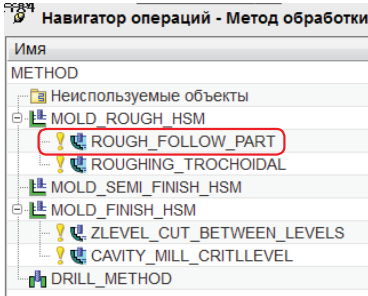 Навигатор операций - Метод обработки
Имя
METHOD
Неиспользуемые объекты
MOLD_ROUGH_HSM
ROUGH_FOLLOW_PART
ROUGHING_TROCHOIDAL
MOLD_SEMI_FINISH_HSM
MOLD_FINISH_HSM
ZLEVEL_CUT_BETWEEN_LEVELS
CAVITY_MILL_CRITLLEVEL
DRILL_METHOD